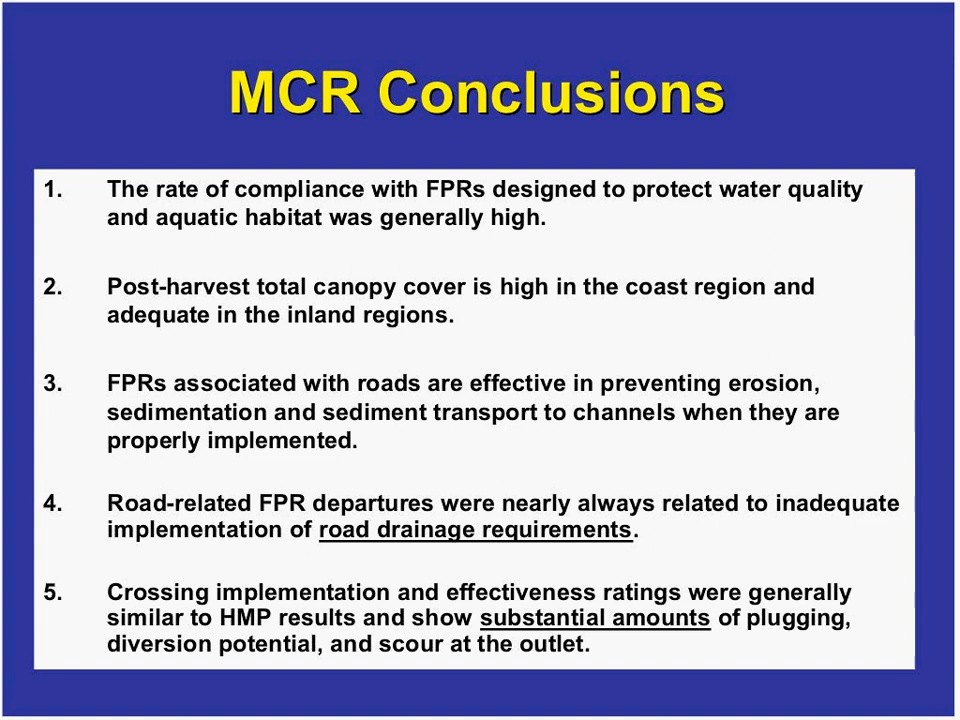 MCR Conclusions
1. The rate of compliance with FPRs designed to protect water quality
and aquatic habitat was generally high.
2. Post-harvest total canopy cover is high in the coast region and
adequate in the inland regions.
3. FPRs associated with roads are effective in preventing erosion,
sedimentation and sediment transport to channels when they are
properly implemented.
4. Road-related FPR departures were nearly always related to inadequate
implementation of road drainage requirements.
5. Crossing implementation and effectiveness ratings were generally
similar to HMP results and show substantial amounts of plugging,
diversion potential, and scour at the outlet.